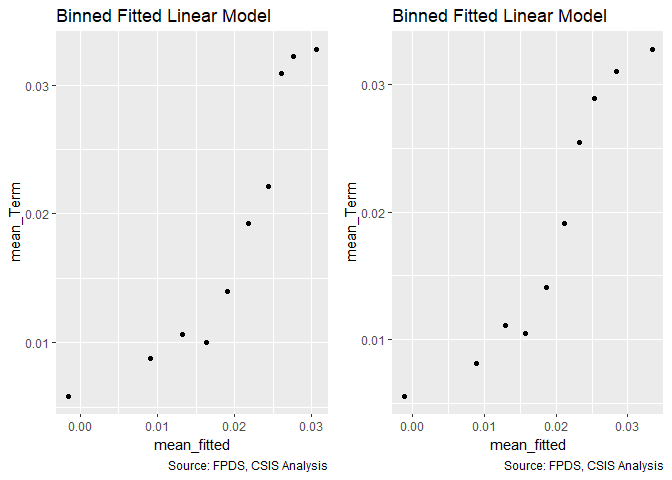 Binned Fitted Linear Model
mean_Term
0.03
0.02
0.01
0.00 0.01 0.02 0.03
mean_fitted
Source: FPDS, CSIS Analysis
Binned Fitted Linear Model
mean_Term
0.03
0.02
0.01
0.00 0.01 0.02 0.03
mean_fitted
Source: FPDS, CSIS Analysis